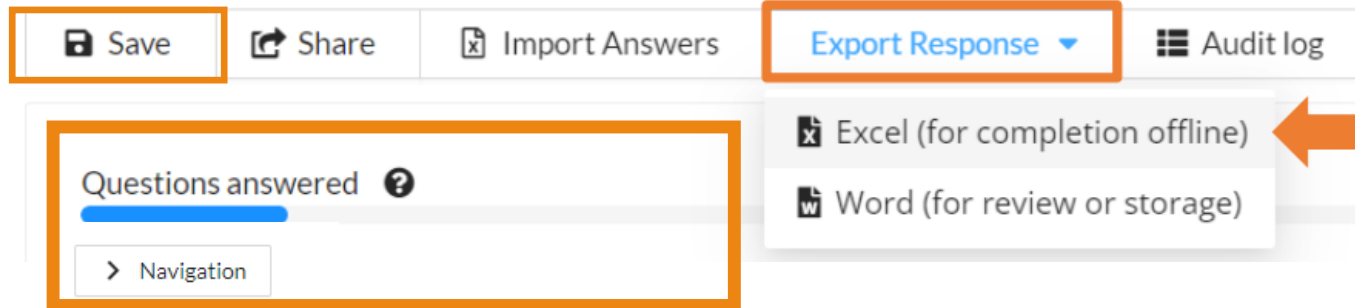 Save Share Import Answers Export Response Audit log
Excel (for completion offline)
Word (for review or storage)
Questions answered
Navigation